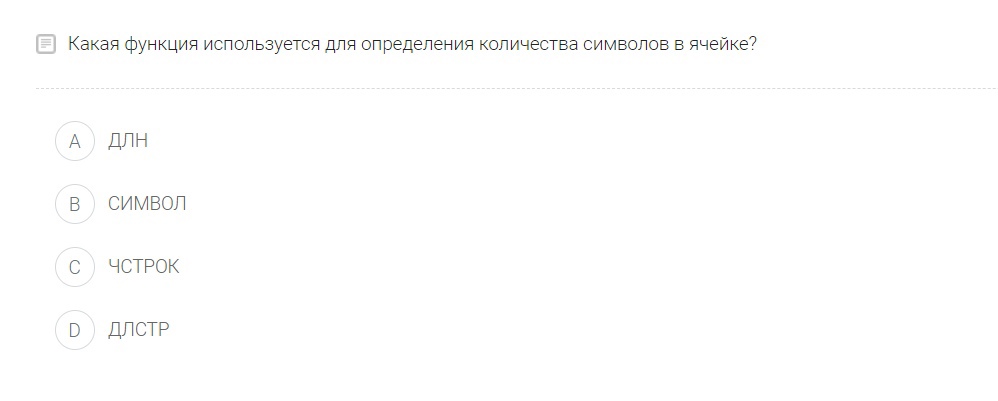 Какая функция используется для определения количества символов в ячейке?
A ДЛН
B СИМВОЛ
C ЧСТРОК
D ДЛСТР